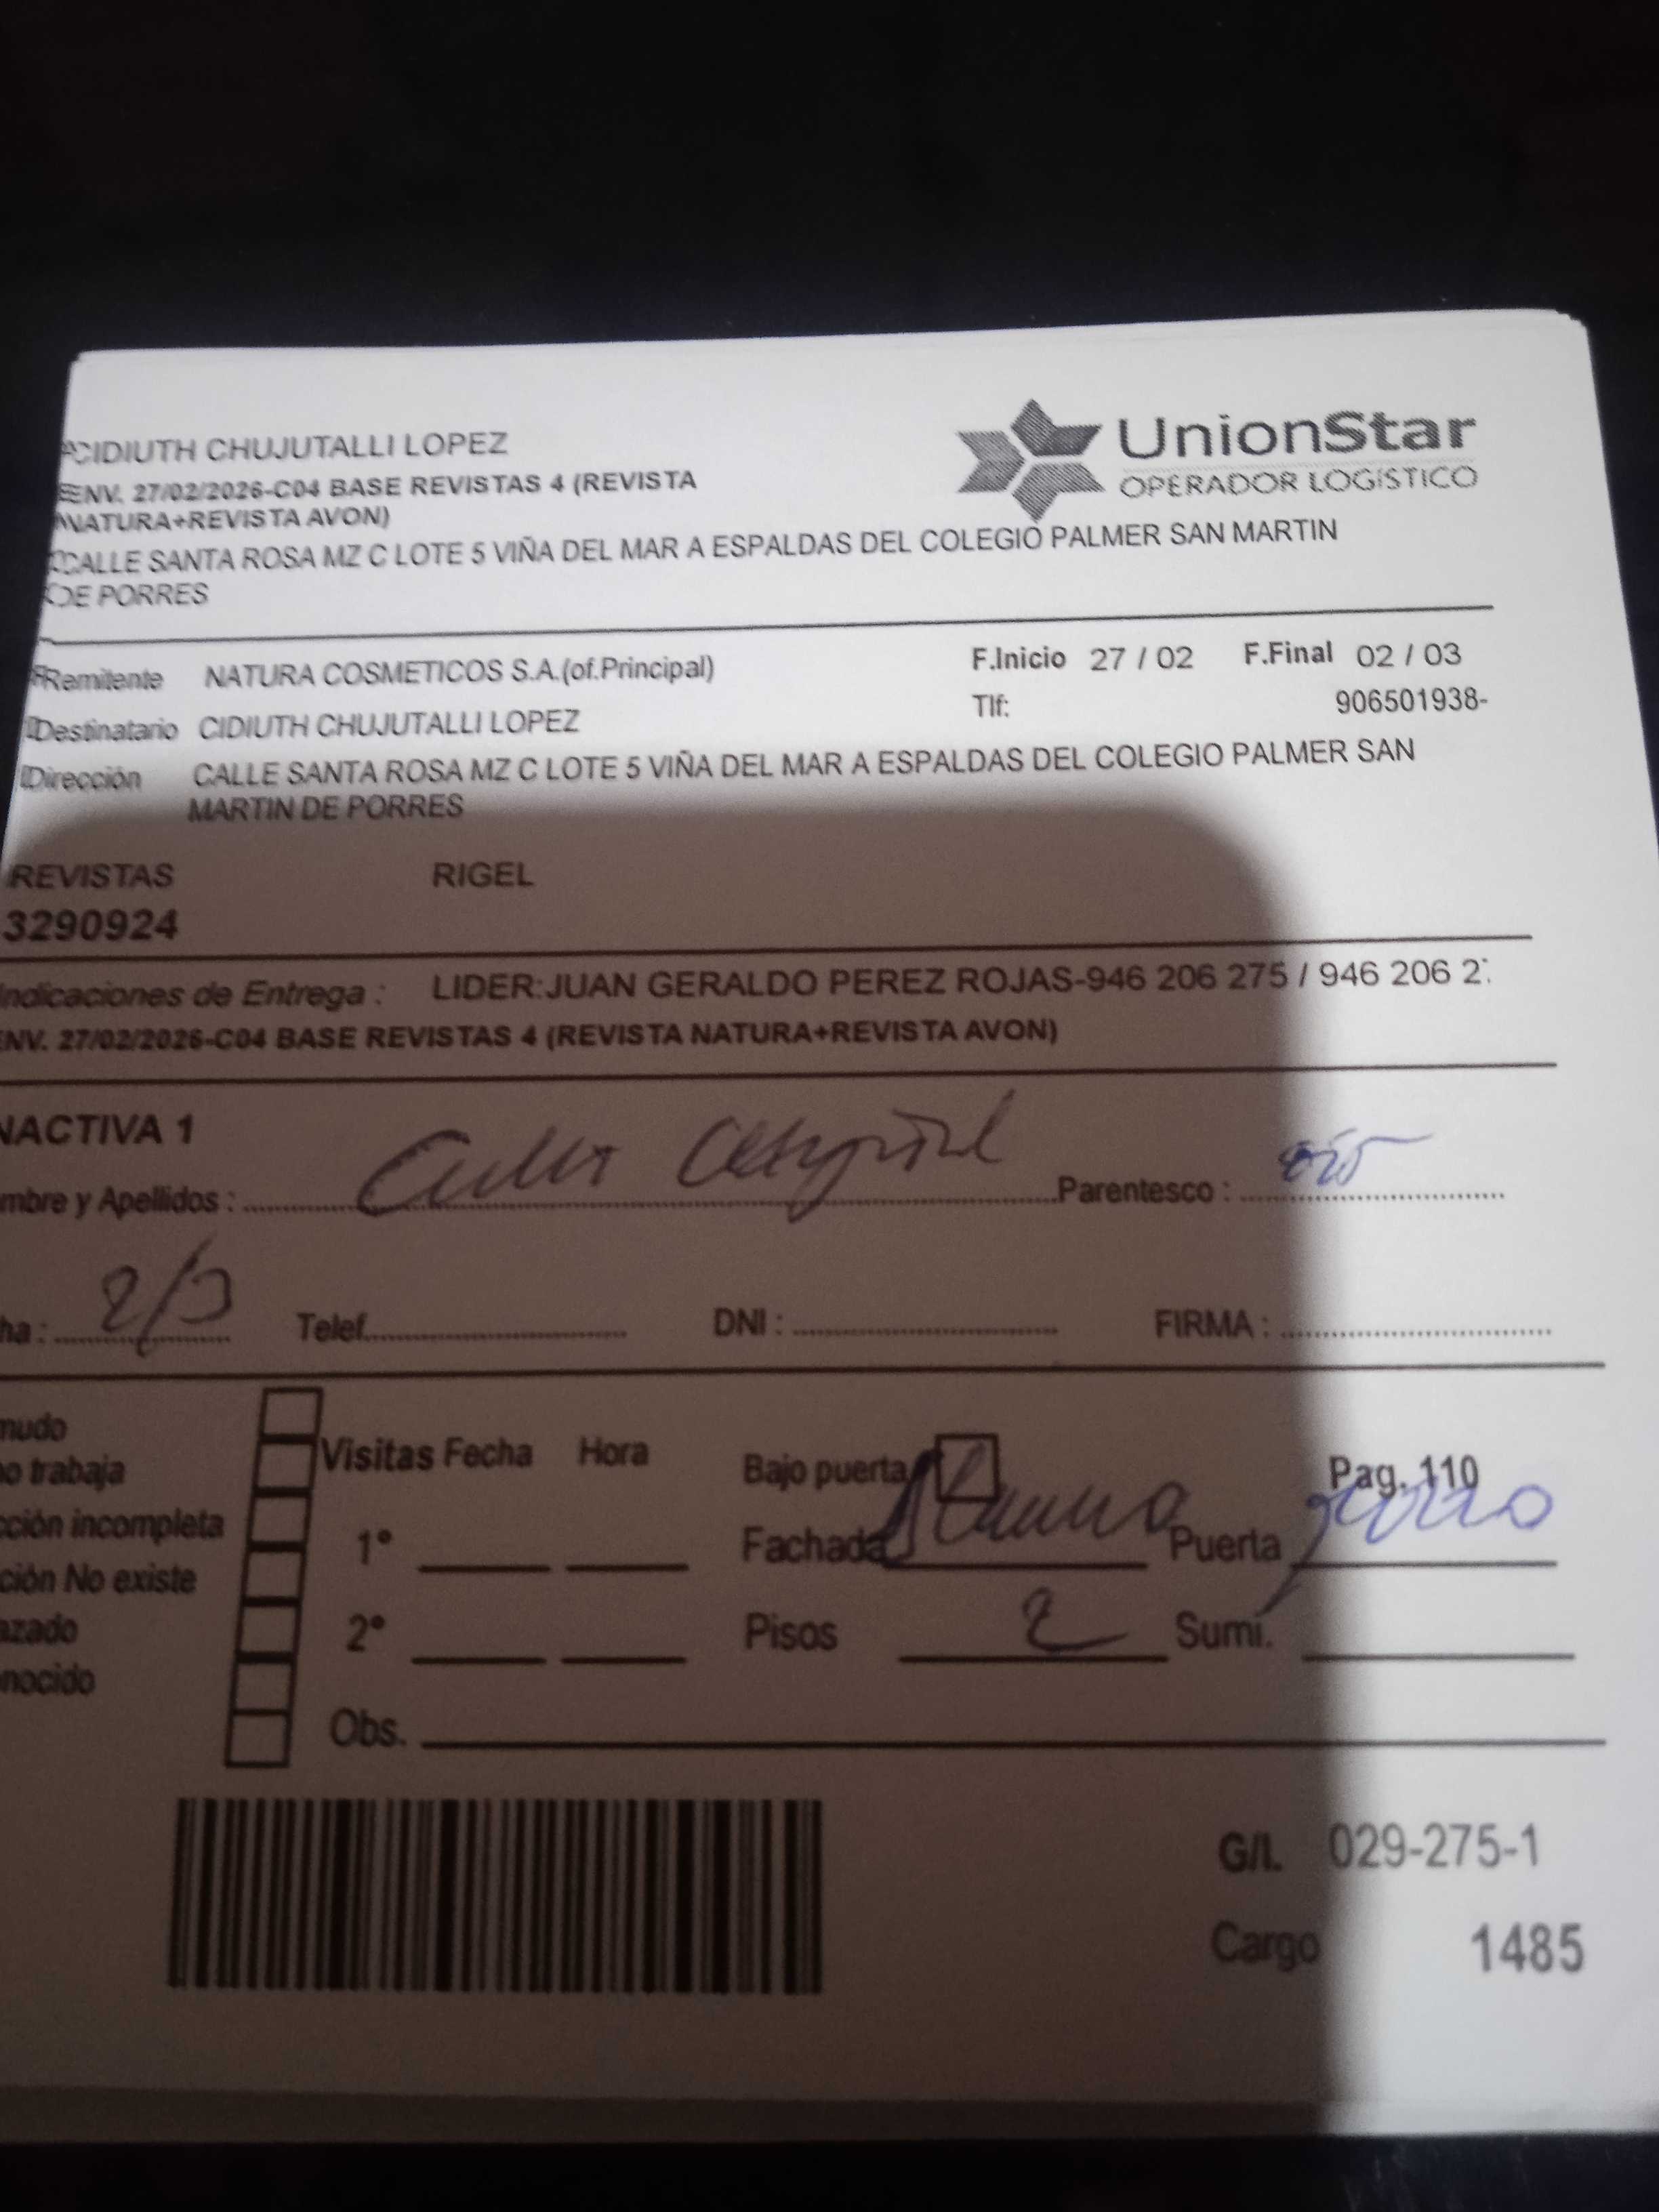 CIDIUTH CHUJUTALLI LOPEZ
ENV. 27/02/2026-C04 BASE REVISTAS 4 (REVISTA
NATURA+REVISTA AVON)
CALLE SANTA ROSA MZ C LOTE 5 VIÑA DEL MAR A ESPALDAS DEL COLEGIO PALMER SAN MARTIN
DE PORRES
UnionStar
OPERADOR LOGÍSTICO
Remitente NATURA COSMETICOS S.A.(of.Principal)
F.Inicio 27 / 02 F.Final 02 / 03
Destinatario CIDIUTH CHUJUTALLI LOPEZ
Tlf: 906501938-
Dirección CALLE SANTA ROSA MZ C LOTE 5 VIÑA DEL MAR A ESPALDAS DEL COLEGIO PALMER SAN
MARTIN DE PORRES
REVISTAS RIGEL
3290924
Indicaciones de Entrega : LIDER:JUAN GERALDO PEREZ ROJAS-946 206 275 / 946 206 2
ENV. 27/02/2026-C04 BASE REVISTAS 4 (REVISTA NATURA+REVISTA AVON)
NACTIVA 1
mbre y Apellidos : Parentesco :
ha : 2/3 Telef. DNI : FIRMA :
mudo
o trabaja
cción incompleta
ción No existe
azado
nocido
Visitas Fecha Hora
1°
2°
Obs.
Bajo puerta Pag. 110
Fachada Puerta
Pisos 2 Sumi.
G/I. 029-275-1
Cargo 1485